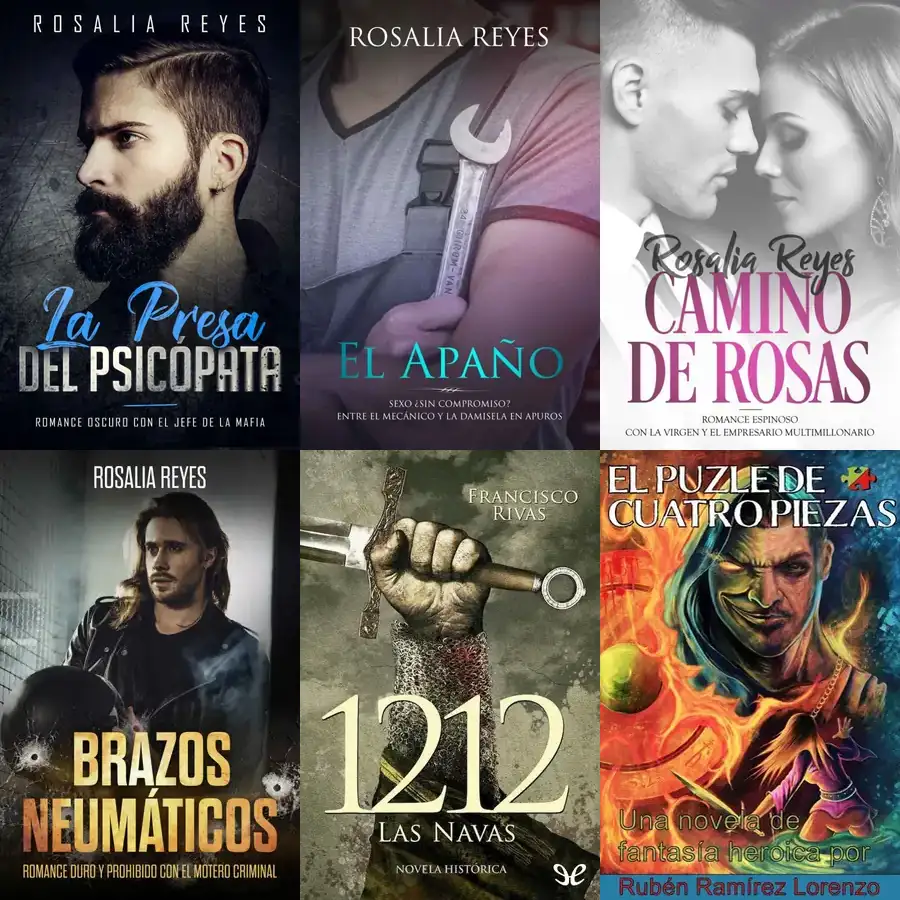 ROSALIA REYES
La Presa
DEL PSICÓPATA
ROMANCE OSCURO CON EL JEFE DE LA MAFIA
ROSALIA REYES
EL APAÑO
SEXO ¿SIN COMPROMISO?
ENTRE EL MECÁNICO Y LA DAMISELA EN APUROS
Rosalia Reyes
CAMINO
DE ROSAS
ROMANCE ESPINOSO
CON LA VIRGEN Y EL EMPRESARIO MULTIMILLONARIO
ROSALIA REYES
BRAZOS
NEUMÁTICOS
ROMANCE DURO Y PROHIBIDO CON EL MOTERO CRIMINAL
FRANCISCO
RIVAS
1212
LAS NAVAS
NOVELA HISTÓRICA
EL PUZLE DE
CUATRO PIEZAS
Una novela de
fantasía heroica por
Rubén Ramírez Lorenzo